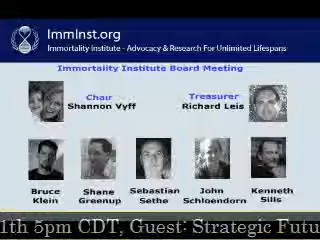 ImmInst.org
Immortality Institute - Advocacy & Research For Unlimited Lifespans
Immortality Institute Board Meeting
Chair
Shannon Vyff
Treasurer
Richard Leis
Bruce
Klein
Shane
Greenup
Sebastian
Sethe
John
Schloendorn
Kenneth
Sills
1th 5pm CDT, Guest: Strategic Futu